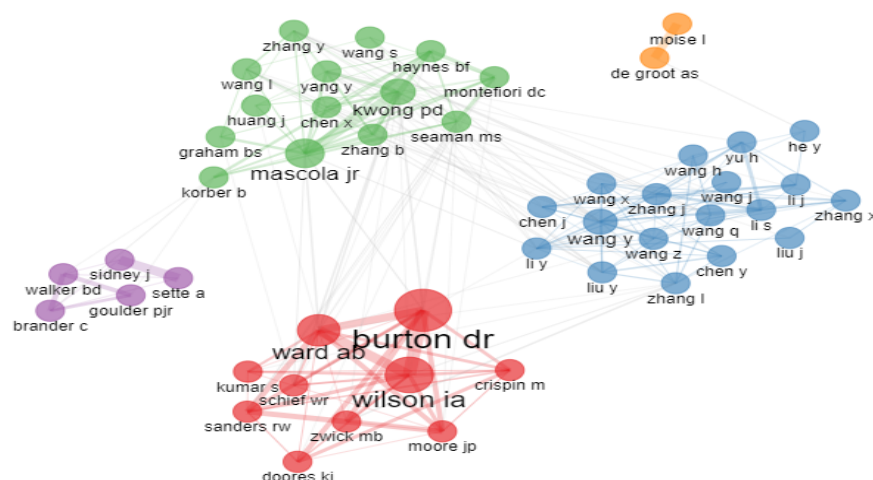 moise l
de groot as
zhang y
wang s
haynes bf
wang l
yang y
montefiori dc
kwong pd
huang j
chen x
seaman ms
graham bs
zhang b
mascola jr
korber b
he y
yu h
wang h
wang x
zhang j
wang j
li j
zhang x
chen j
wang q
li s
wang y
li y
wang z
liu j
chen y
liu y
zhang l
sidney j
walker bd
sette a
goulder pjr
brander c
burton dr
ward ab
kumar s
schief wr
wilson ia
crispin m
sanders rw
zwick mb
moore jp
doores kj